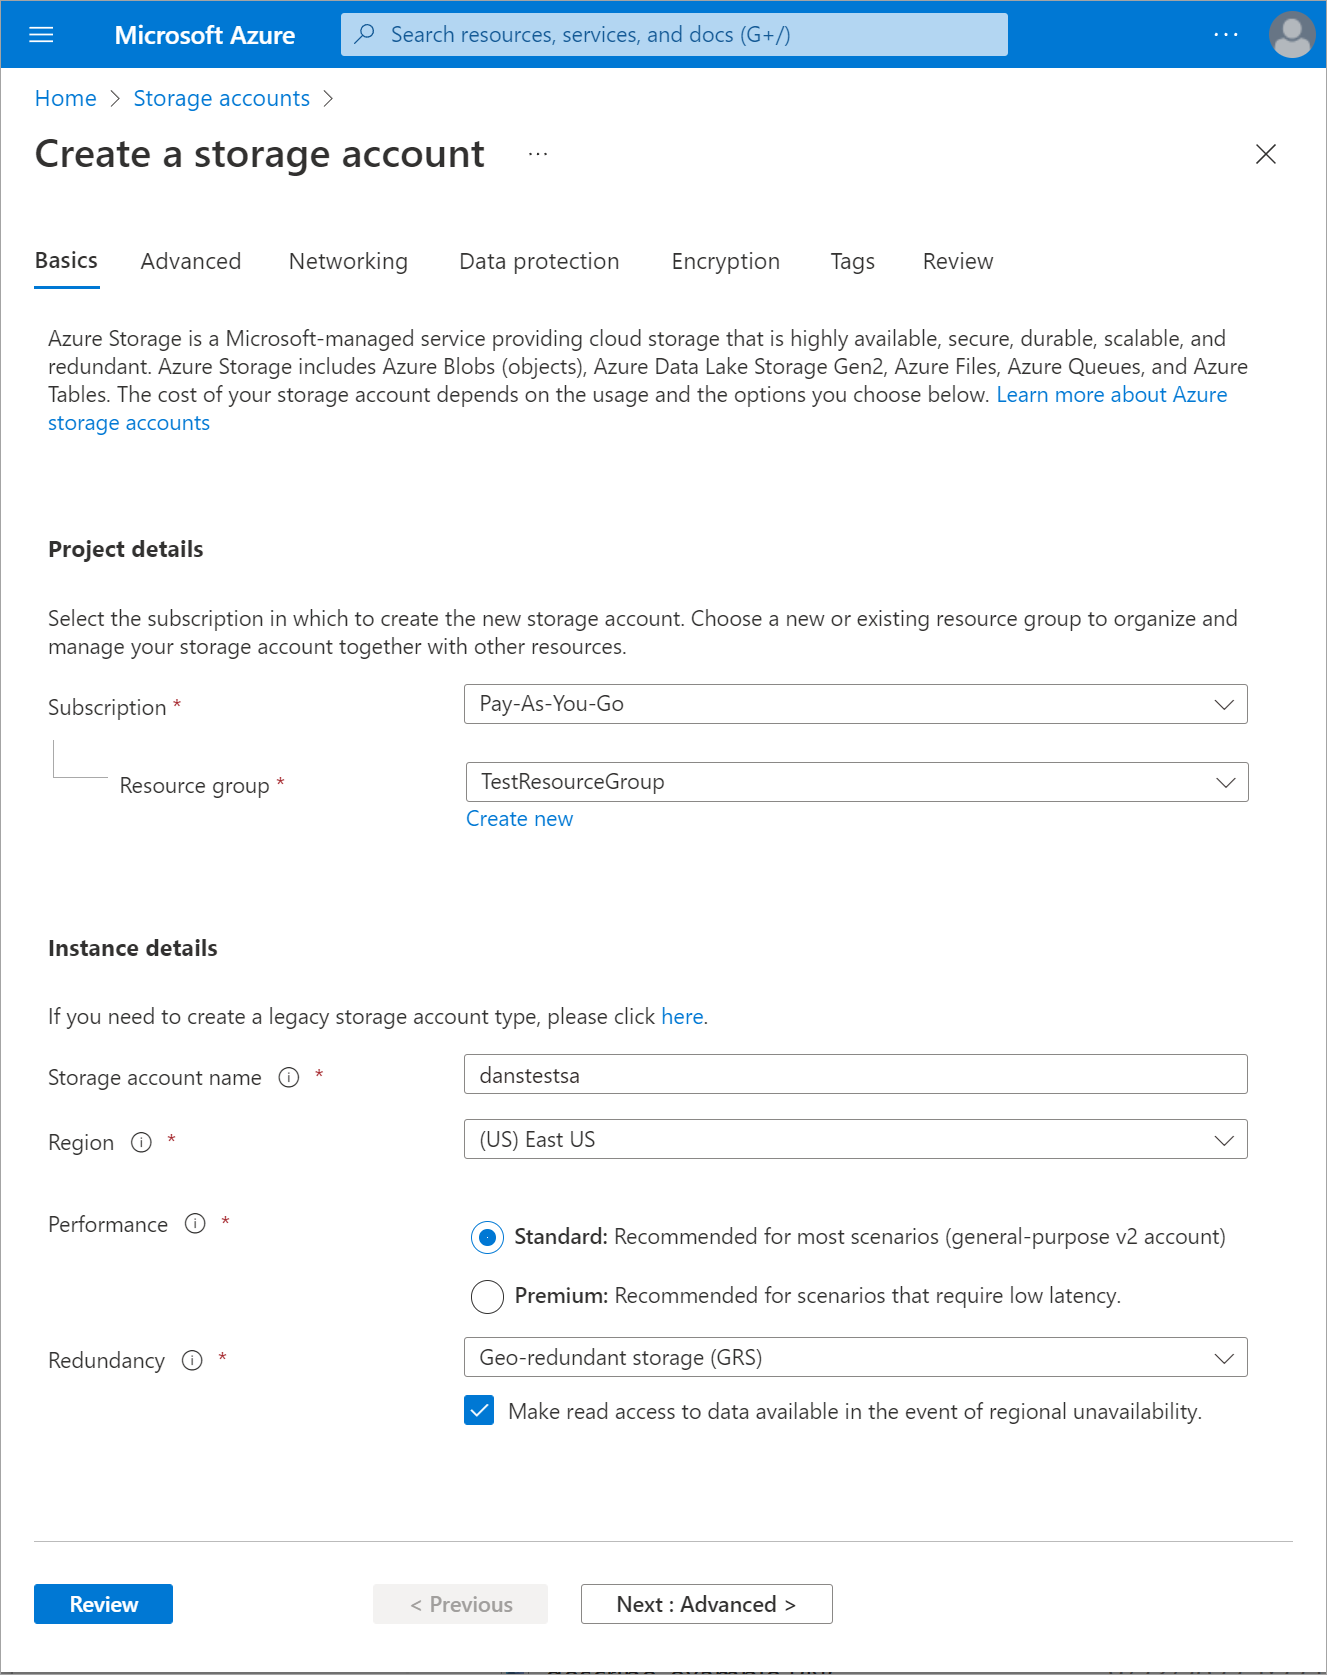 Microsoft Azure
Search resources, services, and docs (G+/)
Home > Storage accounts >
Create a storage account ...
Basics Advanced Networking Data protection Encryption Tags Review
Azure Storage is a Microsoft-managed service providing cloud storage that is highly available, secure, durable, scalable, and
redundant. Azure Storage includes Azure Blobs (objects), Azure Data Lake Storage Gen2, Azure Files, Azure Queues, and Azure
Tables. The cost of your storage account depends on the usage and the options you choose below. Learn more about Azure
storage accounts
Project details
Select the subscription in which to create the new storage account. Choose a new or existing resource group to organize and
manage your storage account together with other resources.
Subscription *
Pay-As-You-Go
Resource group *
TestResourceGroup
Create new
Instance details
If you need to create a legacy storage account type, please click here.
Storage account name *
danstestsa
Region *
(US) East US
Performance *
Standard: Recommended for most scenarios (general-purpose v2 account)
Premium: Recommended for scenarios that require low latency.
Redundancy *
Geo-redundant storage (GRS)
Make read access to data available in the event of regional unavailability.
Review
< Previous
Next : Advanced >